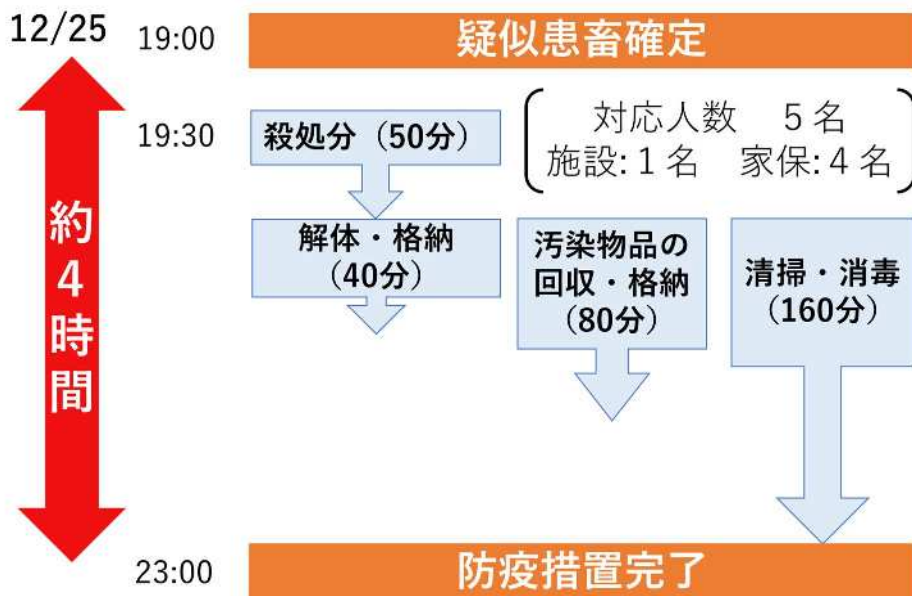 12/25
19:00
疑似患畜確定
19:30
殺処分（50分）
対応人数　5名
施設:1名　家保:4名
約4時間
解体・格納
（40分）
汚染物品の
回収・格納
（80分）
清掃・消毒
（160分）
23:00
防疫措置完了